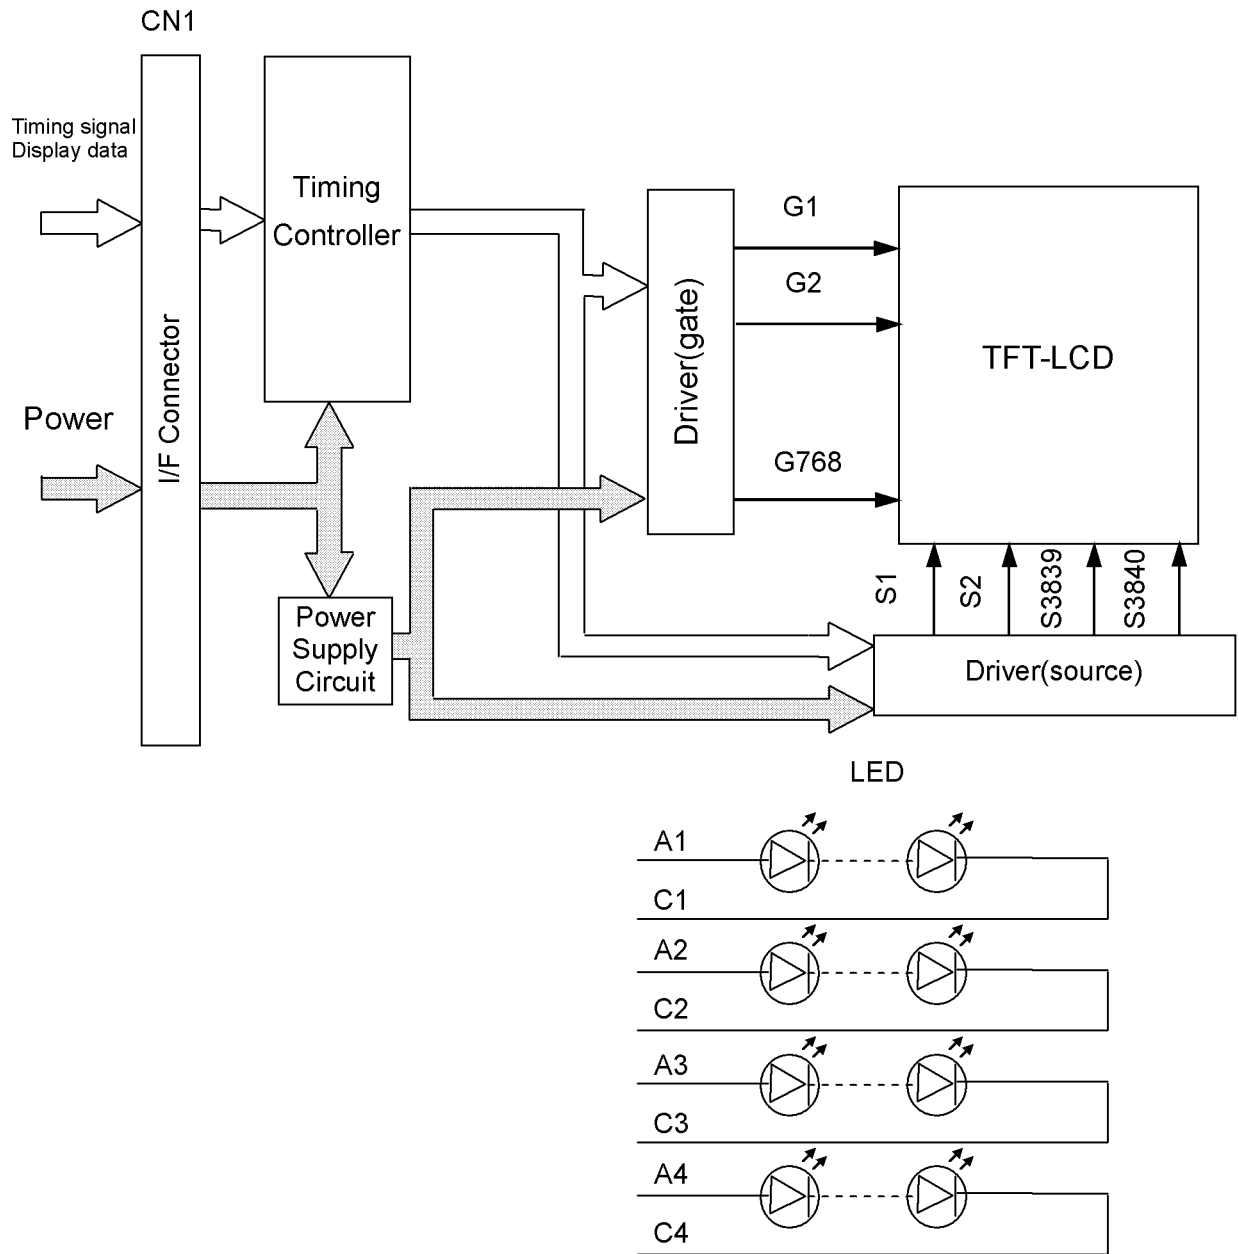 CN1
Timing signal
Display data
Power
I/F Connector
Timing
Controller
Power
Supply
Circuit
Driver(gate)
G1
G2
G768
TFT-LCD
S1
S2
S3839
S3840
Driver(source)
LED
A1
C1
A2
C2
A3
C3
A4
C4